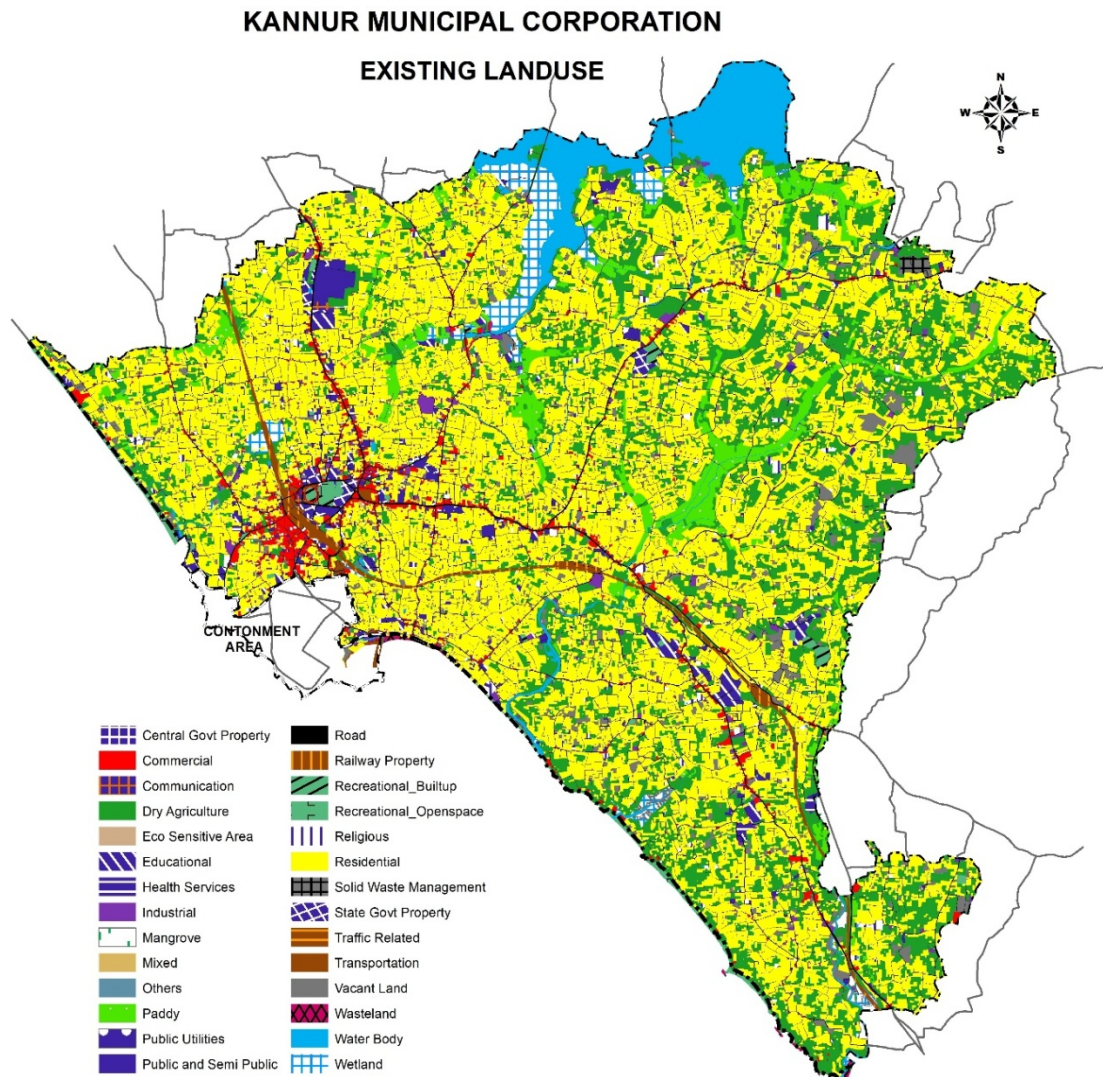 KANNUR MUNICIPAL CORPORATION
EXISTING LANDUSE
N
W E
S
CONTONMENT
AREA
Central Govt Property
Commercial
Communication
Dry Agriculture
Eco Sensitive Area
Educational
Health Services
Industrial
Mangrove
Mixed
Others
Paddy
Public Utilities
Public and Semi Public
Road
Railway Property
Recreational_Builtup
Recreational_Openspace
Religious
Residential
Solid Waste Management
State Govt Property
Traffic Related
Transportation
Vacant Land
Wasteland
Water Body
Wetland